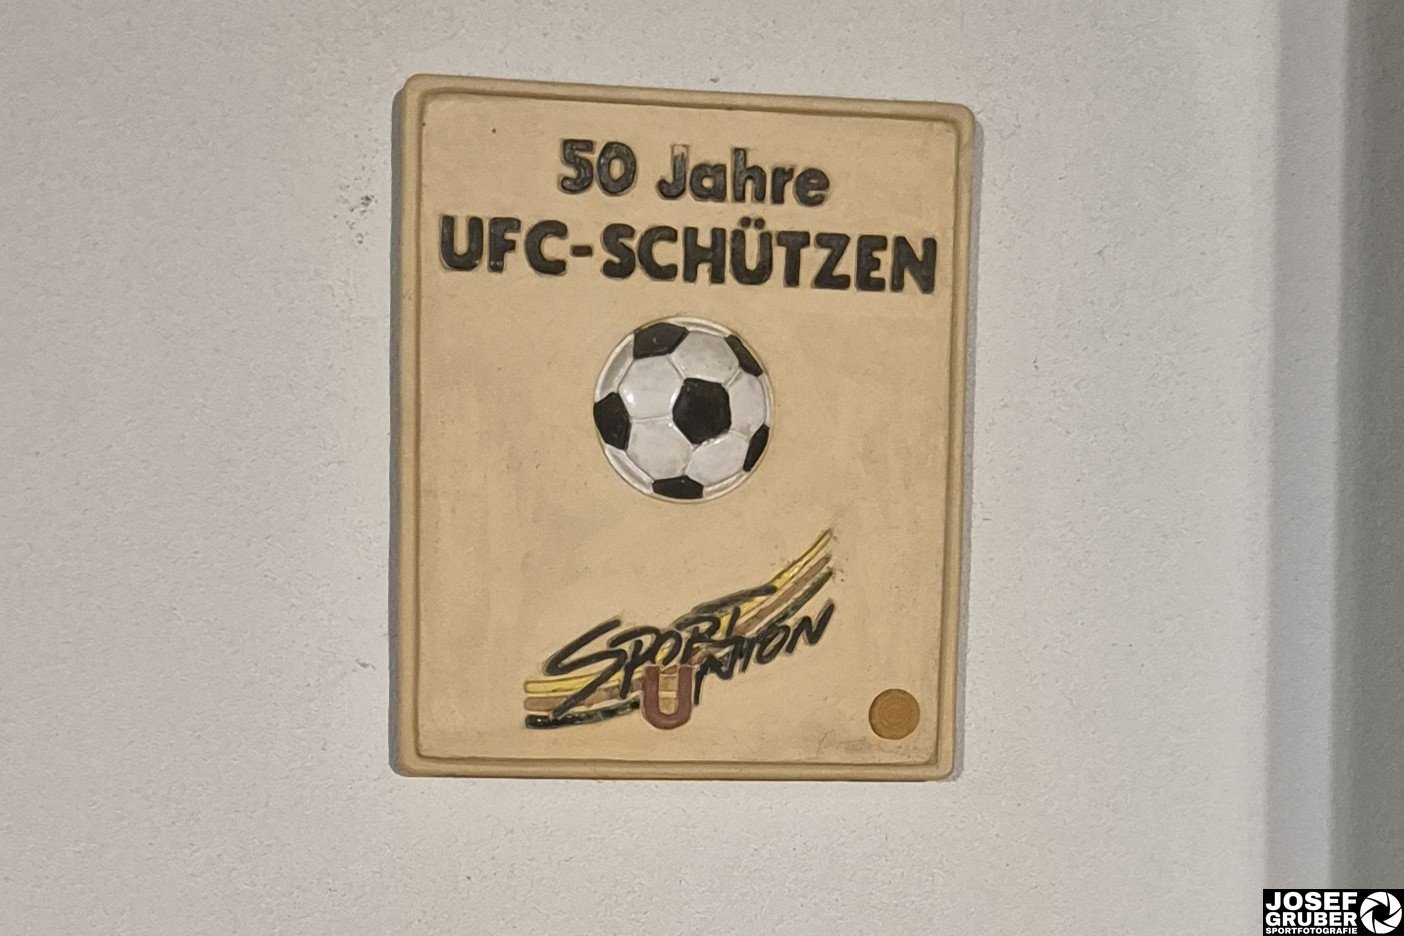 50 Jahre
UFC-SCHÜTZEN
SPORT
UNION
JOSEF
GRUBER
SPORTFOTOGRAFIE